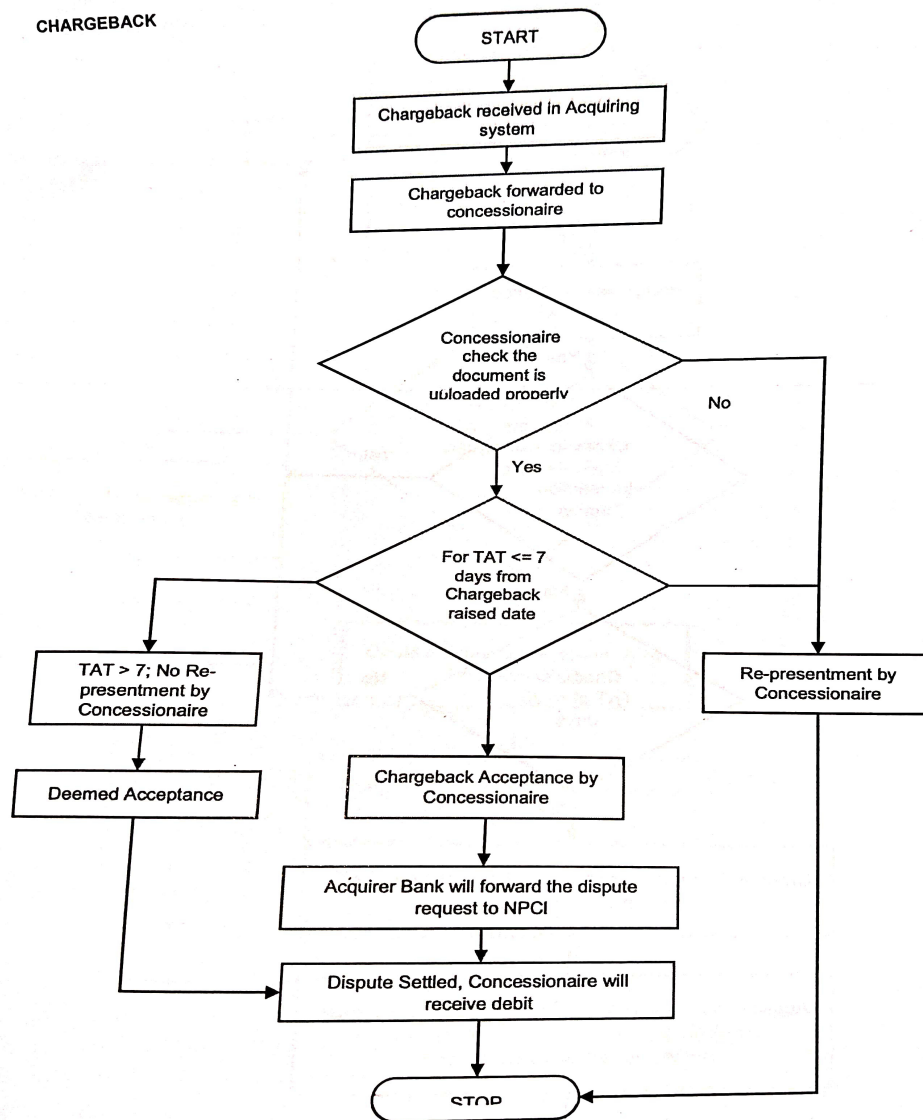 CHARGEBACK
START
Chargeback received in Acquiring
system
Chargeback forwarded to
concessionaire
Concessionaire
check the
document is
uploaded properly
No
Yes
For TAT <= 7
days from
Chargeback
raised date
TAT > 7; No Re-
presentment by
Concessionaire
Re-presentment by
Concessionaire
Deemed Acceptance
Chargeback Acceptance by
Concessionaire
Acquirer Bank will forward the dispute
request to NPCI
Dispute Settled, Concessionaire will
receive debit
STOP